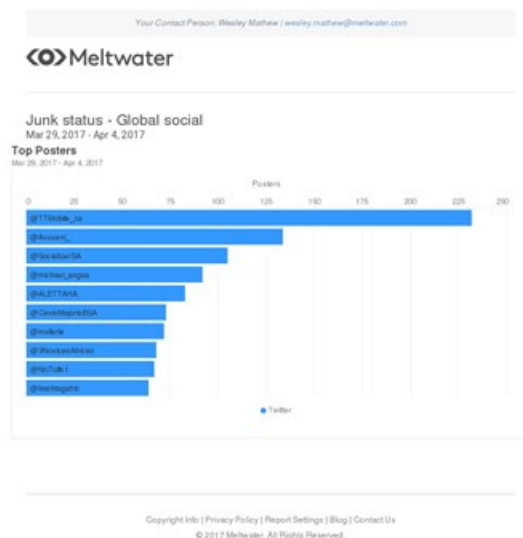 Your Contact Person: Wesley Mathew | wesley.mathew@meltwater.com
Meltwater
Junk status - Global social
Mar 29, 2017 - Apr 4, 2017
Top Posters
Mar 29, 2017 - Apr 4, 2017
Posters
0 25 50 75 100 125 150 175 200 225 250
@TTMobile_za
@SocialistSA
@ALETTAHA
Twitter
Copyright Info | Privacy Policy | Report Settings | Blog | Contact Us
© 2017 Meltwater. All Rights Reserved.